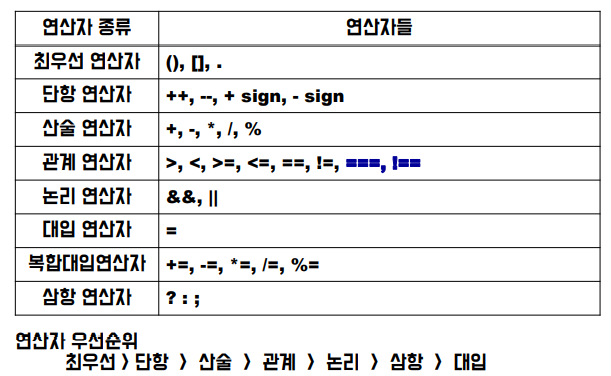 연산자 종류 연산자들
최우선 연산자 (), [], .
단항 연산자 ++, --, + sign, - sign
산술 연산자 +, -, *, /, %
관계 연산자 >, <, >=, <=, ==, !=, ===, !==
논리 연산자 &&, ||
대입 연산자 =
복합대입연산자 +=, -=, *=, /=, %=
삼항 연산자 ? : ;
연산자 우선순위
최우선 > 단항 > 산술 > 관계 > 논리 > 삼항 > 대입